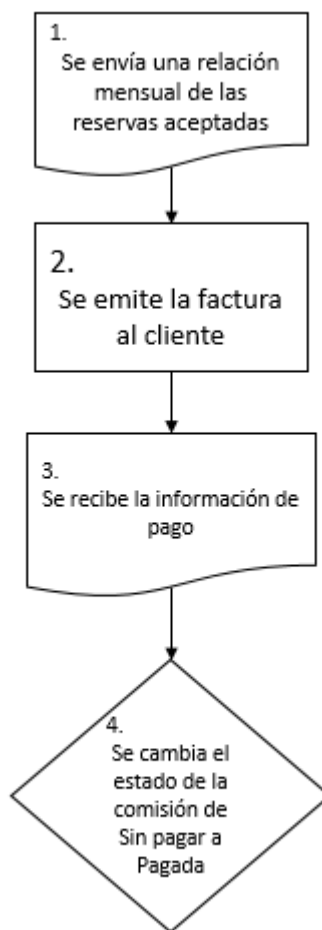 1.
Se envía una relación
mensual de las
reservas aceptadas
2.
Se emite la factura
al cliente
3.
Se recibe la información de
pago
4.
Se cambia el
estado de la
comisión de
Sin pagar a
Pagada